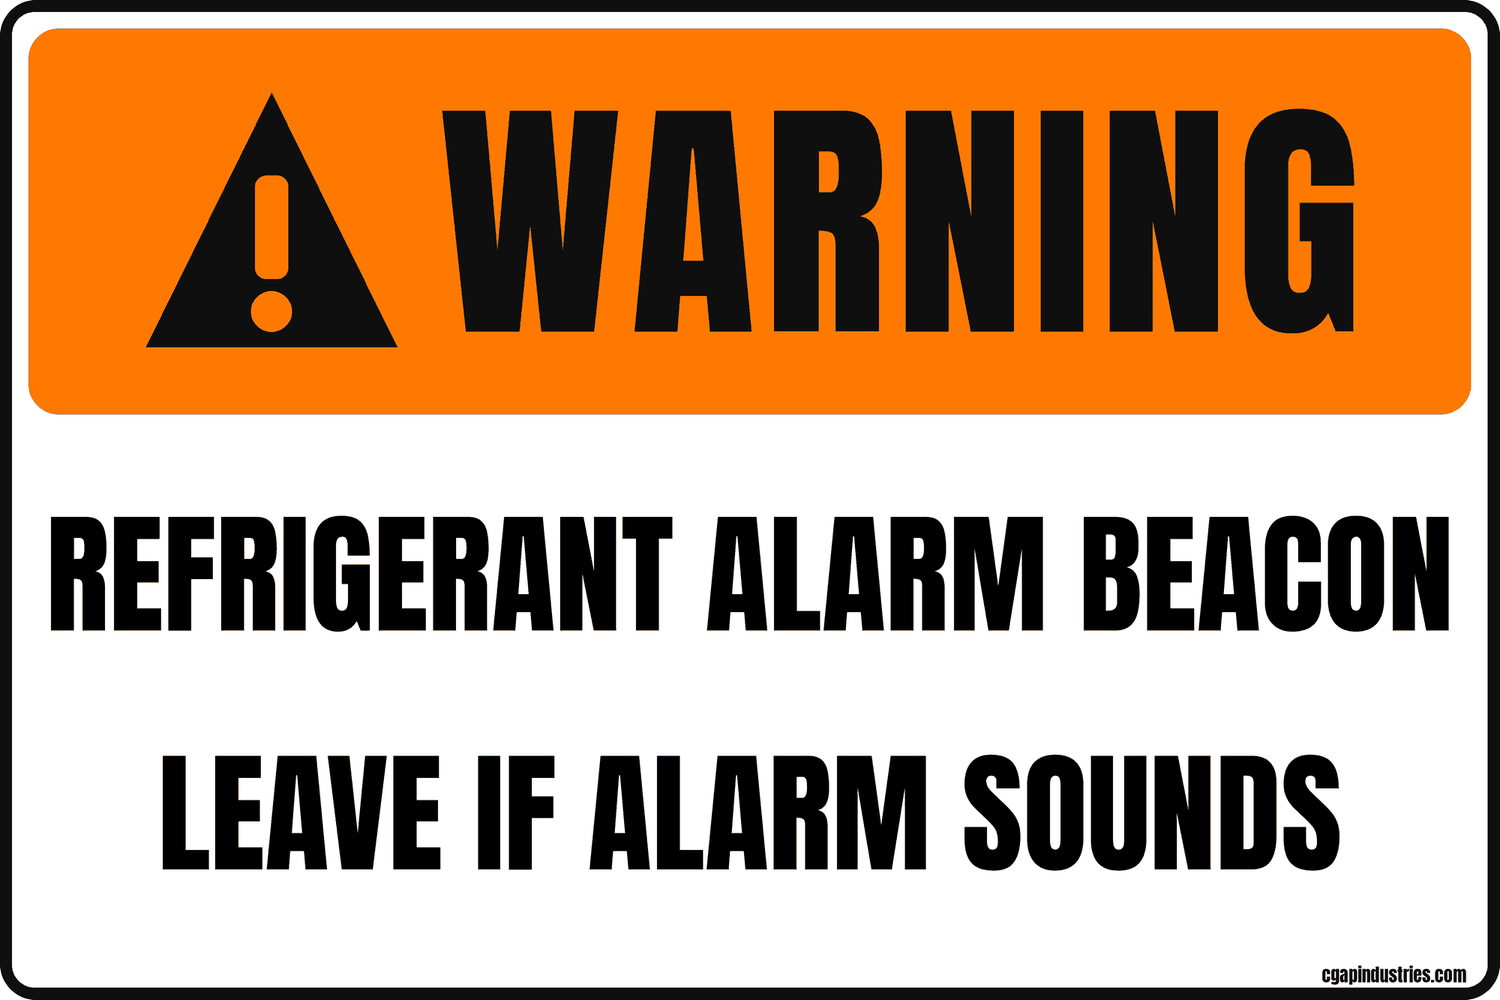 WARNING
REFRIGERANT ALARM BEACON
LEAVE IF ALARM SOUNDS
cgapindustries.com